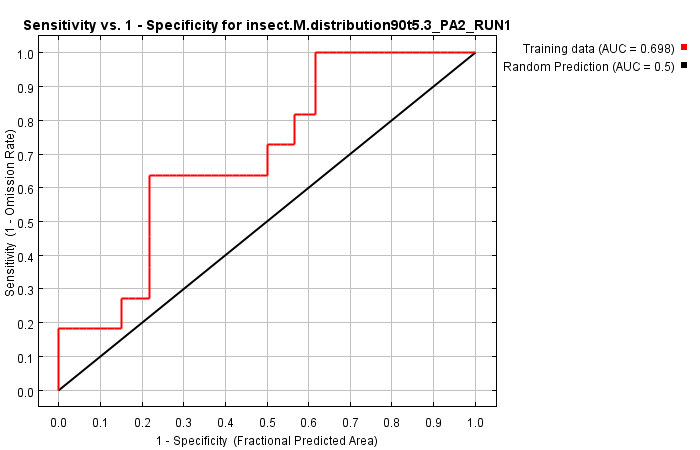 Sensitivity vs. 1 - Specificity for insect.M.distribution90t5.3_PA2_RUN1
Training data (AUC = 0.698)
Random Prediction (AUC = 0.5)
Sensitivity (1 - Omission Rate)
1.0
0.9
0.8
0.7
0.6
0.5
0.4
0.3
0.2
0.1
0.0
0.0 0.1 0.2 0.3 0.4 0.5 0.6 0.7 0.8 0.9 1.0
1 - Specificity (Fractional Predicted Area)